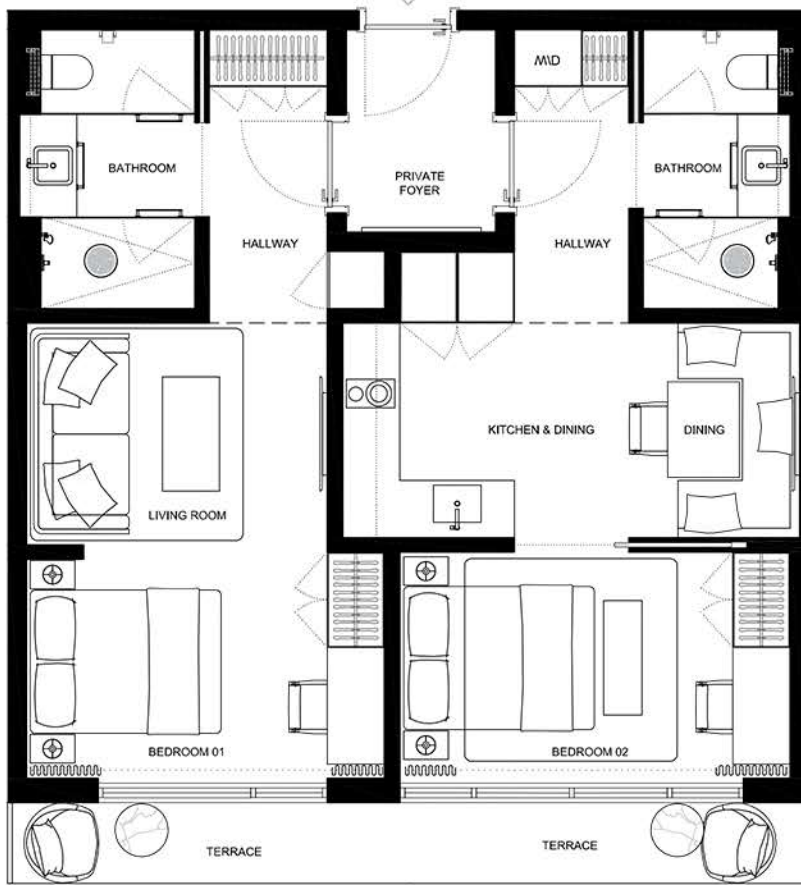 M\D
BATHROOM
PRIVATE
FOYER
BATHROOM
HALLWAY
HALLWAY
KITCHEN & DINING
DINING
LIVING ROOM
BEDROOM 01
BEDROOM 02
TERRACE
TERRACE